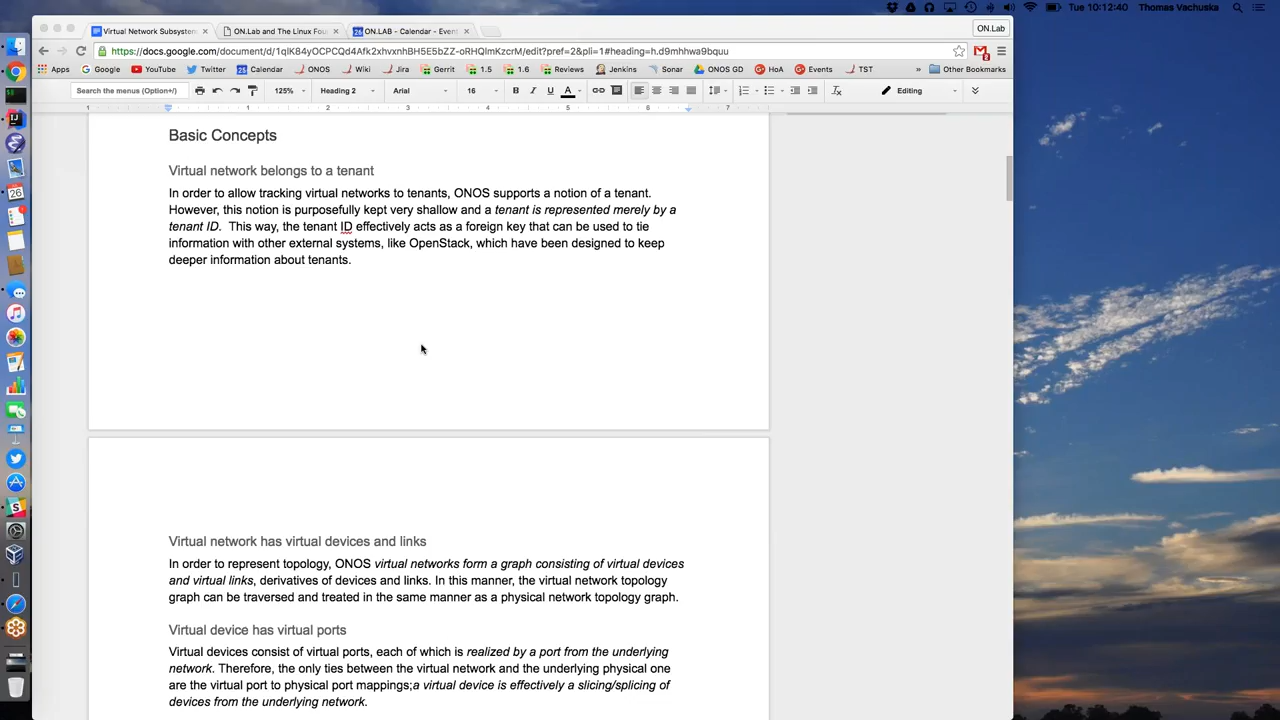 Tue 10:12:40 Thomas Vachuska
Virtual Network Subsystem
ON.Lab and The Linux Foun
ON.LAB - Calendar - Even
ON.Lab
https://docs.google.com/document/d/1qIK84yOCPCQd4Afk2xhvxnhBH5E5bZZ-oRHQlmKzcrM/edit?pref=2&pli=1#heading=h.d9mhhwa9bquu
Apps Google YouTube Twitter Calendar ONOS Wiki Jira Gerrit 1.5 1.6 Reviews Jenkins Sonar ONOS GD HoA Events TST » Other Bookmarks
Search the menus (Option+/) 125% Heading 2 Arial 16 B I U A Editing
1 1 2 3 4 5 6 7
Basic Concepts
Virtual network belongs to a tenant
In order to allow tracking virtual networks to tenants, ONOS supports a notion of a tenant.
However, this notion is purposefully kept very shallow and a tenant is represented merely by a
tenant ID. This way, the tenant ID effectively acts as a foreign key that can be used to tie
information with other external systems, like OpenStack, which have been designed to keep
deeper information about tenants.
Virtual network has virtual devices and links
In order to represent topology, ONOS virtual networks form a graph consisting of virtual devices
and virtual links, derivatives of devices and links. In this manner, the virtual network topology
graph can be traversed and treated in the same manner as a physical network topology graph.
Virtual device has virtual ports
Virtual devices consist of virtual ports, each of which is realized by a port from the underlying
network. Therefore, the only ties between the virtual network and the underlying physical one
are the virtual port to physical port mappings;a virtual device is effectively a slicing/splicing of
devices from the underlying network.